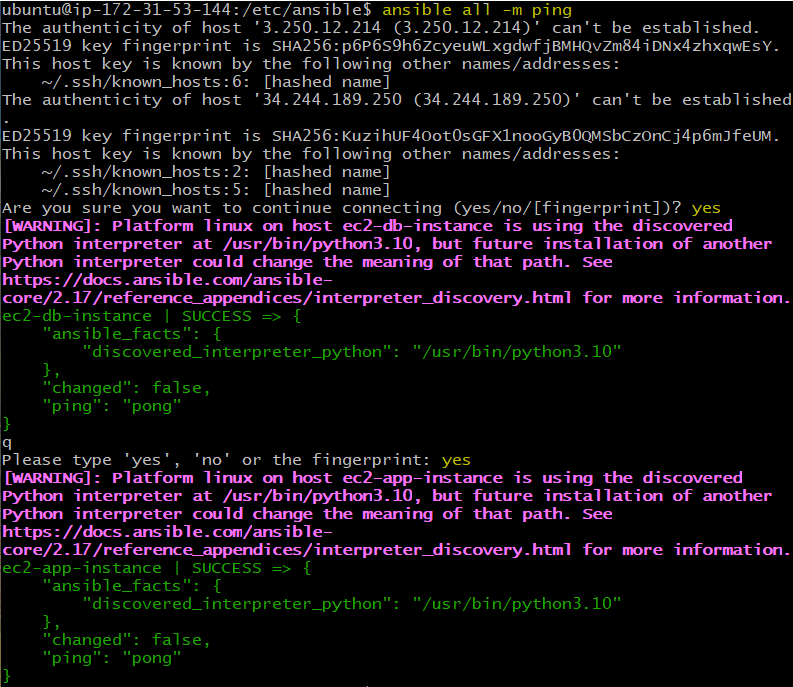 ubuntu@ip-172-31-53-144:/etc/ansible$ ansible all -m ping
The authenticity of host '3.250.12.214 (3.250.12.214)' can't be established.
ED25519 key fingerprint is SHA256:p6P6S9h6ZcyeuWLxgdwfjBMHQvZm84iDNx4zhxqwEsY.
This host key is known by the following other names/addresses:
    ~/.ssh/known_hosts:6: [hashed name]
The authenticity of host '34.244.189.250 (34.244.189.250)' can't be established
.
ED25519 key fingerprint is SHA256:KuzihUF4Oot0sGFX1nooGyB0QMSbCzOnCj4p6mJfeUM.
This host key is known by the following other names/addresses:
    ~/.ssh/known_hosts:2: [hashed name]
    ~/.ssh/known_hosts:5: [hashed name]
Are you sure you want to continue connecting (yes/no/[fingerprint])? yes
[WARNING]: Platform linux on host ec2-db-instance is using the discovered
Python interpreter at /usr/bin/python3.10, but future installation of another
Python interpreter could change the meaning of that path. See
https://docs.ansible.com/ansible-
core/2.17/reference_appendices/interpreter_discovery.html for more information.
ec2-db-instance | SUCCESS => {
    "ansible_facts": {
        "discovered_interpreter_python": "/usr/bin/python3.10"
    },
    "changed": false,
    "ping": "pong"
}
q
Please type 'yes', 'no' or the fingerprint: yes
[WARNING]: Platform linux on host ec2-app-instance is using the discovered
Python interpreter at /usr/bin/python3.10, but future installation of another
Python interpreter could change the meaning of that path. See
https://docs.ansible.com/ansible-
core/2.17/reference_appendices/interpreter_discovery.html for more information.
ec2-app-instance | SUCCESS => {
    "ansible_facts": {
        "discovered_interpreter_python": "/usr/bin/python3.10"
    },
    "changed": false,
    "ping": "pong"
}